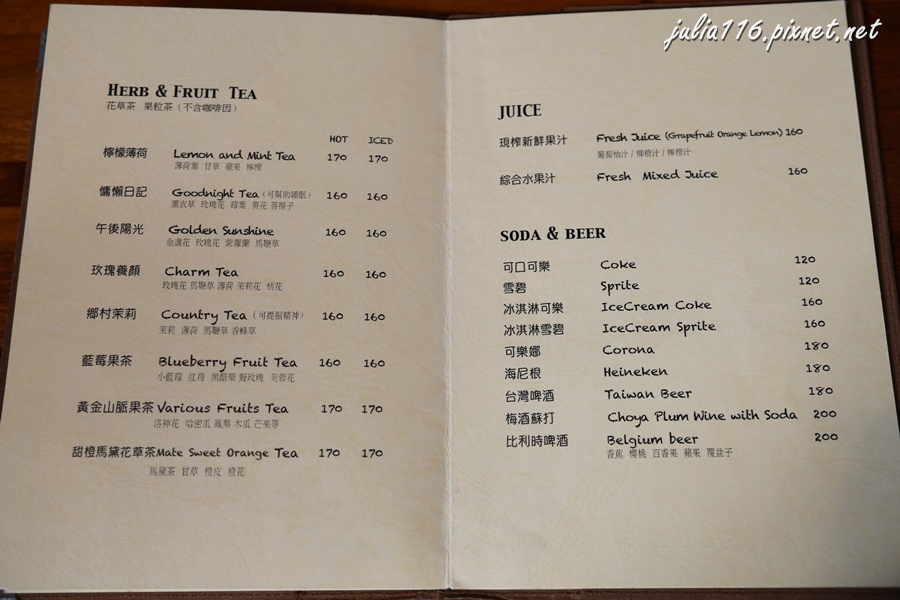 julia116.pixnet.net
HERB & FRUIT TEA
花草茶 果粒茶（不含咖啡因）
HOT ICED
檸檬薄荷 Lemon and Mint Tea 170 170
薄荷葉 甘草 蘋果 檸檬
慵懶日記 Goodnight Tea（可幫助睡眠） 160 160
薰衣草 玫瑰花 莓葉 黃花 菩提子
午後陽光 Golden Sunshine 160 160
金盞花 玫瑰花 紫羅蘭 馬鞭草
玫瑰養顏 Charm Tea 160 160
玫瑰花 馬鞭草 薄荷 茉莉花 桔花
鄉村茉莉 Country Tea（可提振精神） 160 160
茉莉 薄荷 馬鞭草 香蜂草
藍莓果茶 Blueberry Fruit Tea 160 160
小藍莓 紅莓 黑醋栗 野玫瑰 芙蓉花
黃金山脈果茶 Various Fruits Tea 170 170
洛神花 哈密瓜 鳳梨 木瓜 芒果等
甜橙馬黛花草茶 Mate Sweet Orange Tea 170 170
馬黛茶 甘草 橙皮 橙花
JUICE
現榨新鮮果汁 Fresh Juice (Grapefruit Orange Lemon) 160
葡萄柚汁 / 柳橙汁 / 檸檬汁
綜合水果汁 Fresh Mixed Juice 160
SODA & BEER
可口可樂 Coke 120
雪碧 Sprite 120
冰淇淋可樂 IceCream Coke 160
冰淇淋雪碧 IceCream Sprite 160
可樂娜 Corona 180
海尼根 Heineken 180
台灣啤酒 Taiwan Beer 180
梅酒蘇打 Choya Plum Wine with Soda 200
比利時啤酒 Belgium beer 200
香蕉 櫻桃 百香果 蘋果 覆盆子